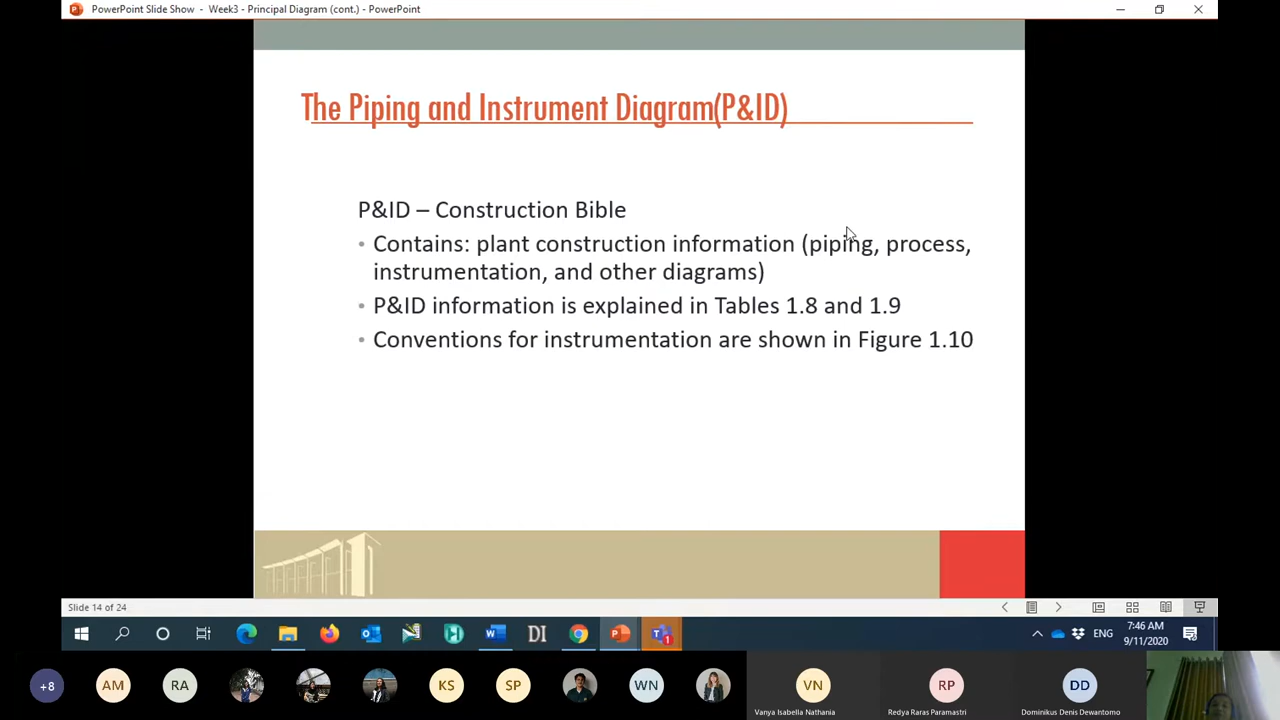 PowerPoint Slide Show - Week3 - Principal Diagram (cont.) - PowerPoint
The Piping and Instrument Diagram(P&ID)
P&ID – Construction Bible
• Contains: plant construction information (piping, process,
instrumentation, and other diagrams)
• P&ID information is explained in Tables 1.8 and 1.9
• Conventions for instrumentation are shown in Figure 1.10
Slide 14 of 24
DI
ENG
7:46 AM
9/11/2020
+8
AM
RA
KS
SP
WN
VN
RP
DD
Vanya Isabella Nathania
Redya Raras Paramastri
Dominikus Denis Dewantomo